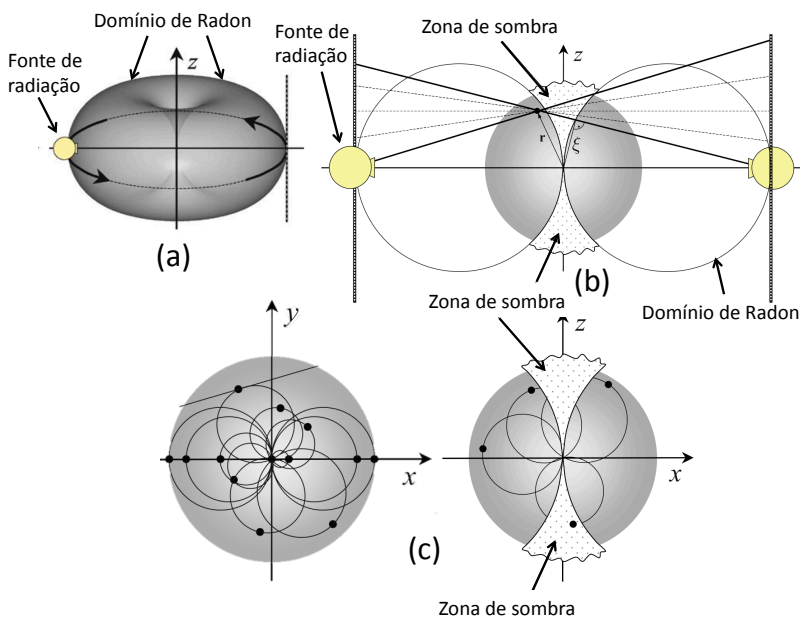 Domínio de Radon
Fonte de
radiação
z
(a)
Zona de sombra
Fonte de
radiação
z
r
ξ
(b)
Zona de sombra
Domínio de Radon
y
x
z
x
Zona de sombra
(c)